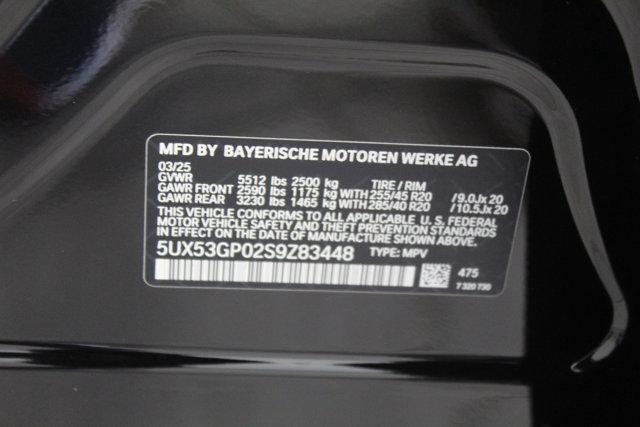 MFD BY BAYERISCHE MOTOREN WERKE AG
03/25
GVWR 5512 lbs 2500 kg TIRE / RIM
GAWR FRONT 2590 lbs 1175 kg WITH 255/45 R20 /9.0Jx 20
GAWR REAR 3230 lbs 1465 kg WITH 285/40 R20 /10.5Jx 20
THIS VEHICLE CONFORMS TO ALL APPLICABLE U. S. FEDERAL
MOTOR VEHICLE SAFETY AND THEFT PREVENTION STANDARDS
IN EFFECT ON THE DATE OF MANUFACTURE SHOWN ABOVE.
5UX53GP02S9Z83448 TYPE: MPV
475
7 320 730